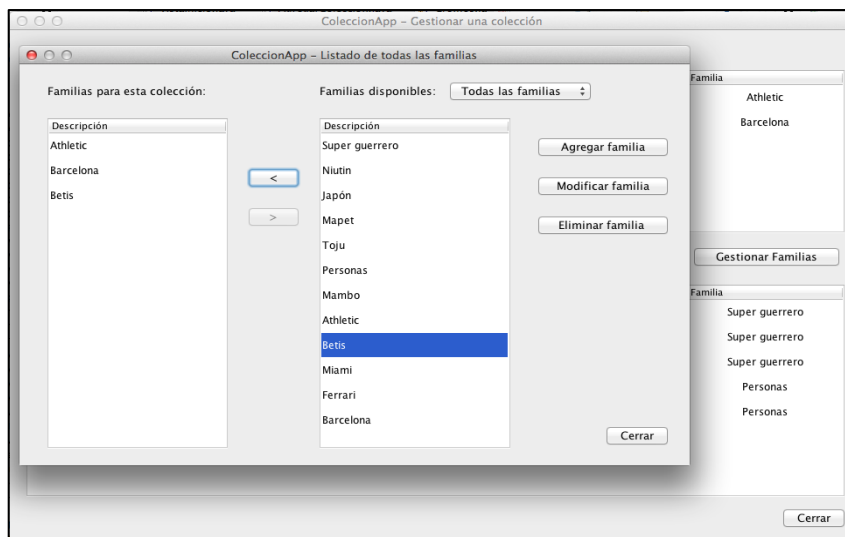 ColeccionApp - Gestionar una colección
ColeccionApp - Listado de todas las familias
Familias para esta colección:
Familias disponibles:
Todas las familias
Descripción
Athletic
Barcelona
Betis
<
>
Descripción
Super guerrero
Niutin
Japón
Mapet
Toju
Personas
Mambo
Athletic
Betis
Miami
Ferrari
Barcelona
Agregar familia
Modificar familia
Eliminar familia
Cerrar
Familia
Athletic
Barcelona
Gestionar Familias
Familia
Super guerrero
Super guerrero
Super guerrero
Personas
Personas
Cerrar